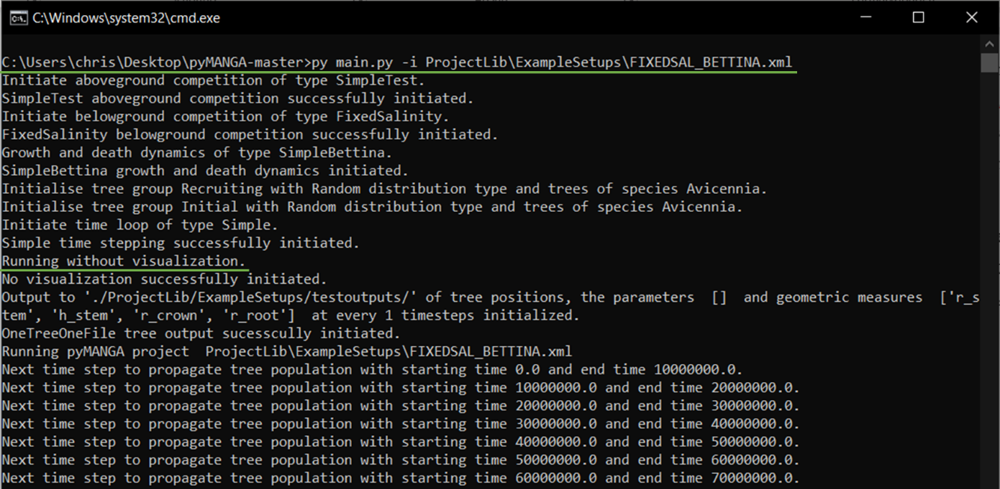 C:\Windows\system32\cmd.exe
C:\Users\chris\Desktop\pyMANGA-master>py main.py -i ProjectLib\ExampleSetups\FIXEDSAL_BETTINA.xml
Initiate aboveground competition of type SimpleTest.
SimpleTest aboveground competition successfully initiated.
Initiate belowground competition of type FixedSalinity.
FixedSalinity belowground competition successfully initiated.
Growth and death dynamics of type SimpleBettina.
SimpleBettina growth and death dynamics initiated.
Initialise tree group Recruiting with Random distribution type and trees of species Avicennia.
Initialise tree group Initial with Random distribution type and trees of species Avicennia.
Initiate time loop of type Simple.
Simple time stepping successfully initiated.
Running without visualization.
No visualization successfully initiated.
Output to './ProjectLib/ExampleSetups/testoutputs/' of tree positions, the parameters  []  and geometric measures  ['r_s
tem', 'h_stem', 'r_crown', 'r_root']  at every 1 timesteps initialized.
OneTreeOneFile tree output sucesscully initiated.
Running pyMANGA project  ProjectLib\ExampleSetups\FIXEDSAL_BETTINA.xml
Next time step to propagate tree population with starting time 0.0 and end time 10000000.0.
Next time step to propagate tree population with starting time 10000000.0 and end time 20000000.0.
Next time step to propagate tree population with starting time 20000000.0 and end time 30000000.0.
Next time step to propagate tree population with starting time 30000000.0 and end time 40000000.0.
Next time step to propagate tree population with starting time 40000000.0 and end time 50000000.0.
Next time step to propagate tree population with starting time 50000000.0 and end time 60000000.0.
Next time step to propagate tree population with starting time 60000000.0 and end time 70000000.0.